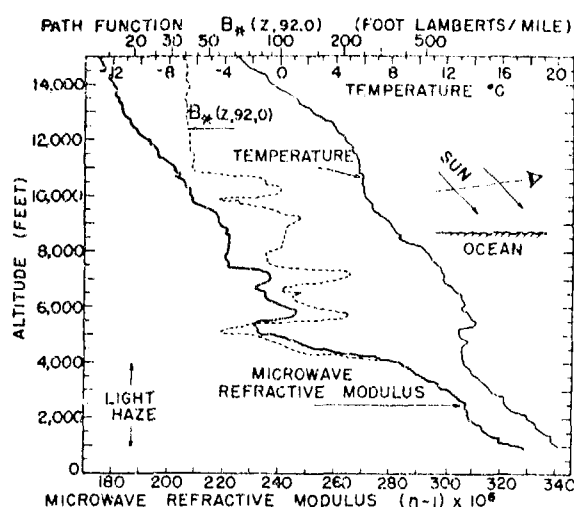 PATH FUNCTION B*(Z,92.0) (FOOT LAMBERTS/MILE)
20 30 50 100 200 500
-12 -8 -4 0 4 8 12 16 20
TEMPERATURE °C
B*(Z,92,0)
TEMPERATURE
SUN
OCEAN
MICROWAVE
REFRACTIVE MODULUS
LIGHT
HAZE
ALTITUDE (FEET)
14,000
12,000
10,000
8,000
6,000
4,000
2,000
0
180 200 220 240 260 280 300 320 340
MICROWAVE REFRACTIVE MODULUS (n-1) x 10⁶